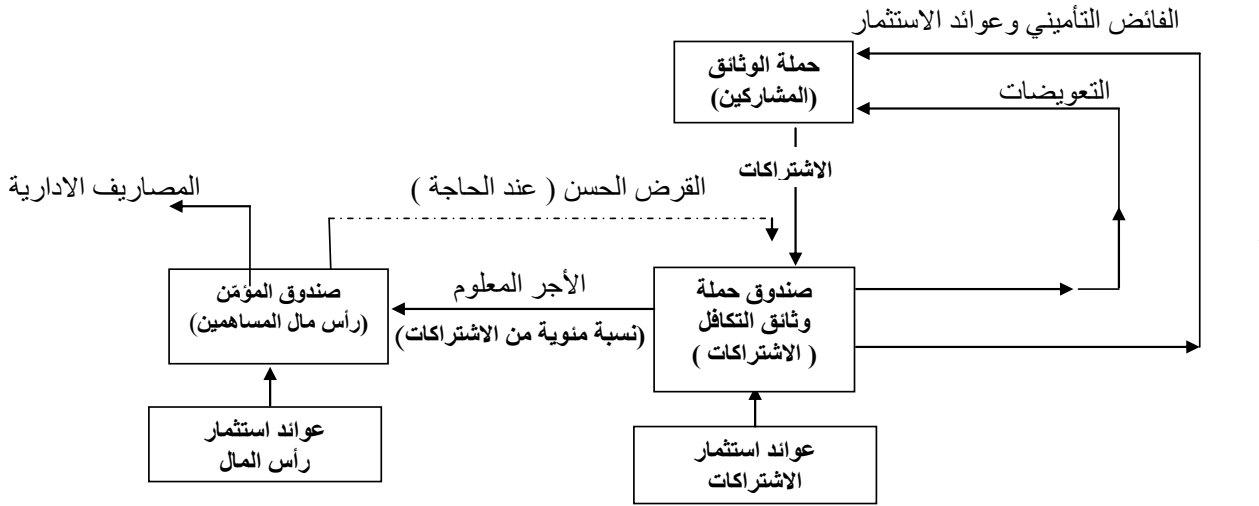 الفائض التأميني وعوائد الاستثمار
حملة الوثائق
(المشاركين)
التعويضات
الاشتراكات
القرض الحسن ( عند الحاجة )
المصاريف الادارية
صندوق حملة
وثائق التكافل
( الاشتراكات )
الأجر المعلوم
(نسبة مئوية من الاشتراكات)
صندوق المؤمّن
(رأس مال المساهمين)
عوائد استثمار
الاشتراكات
عوائد استثمار
رأس المال